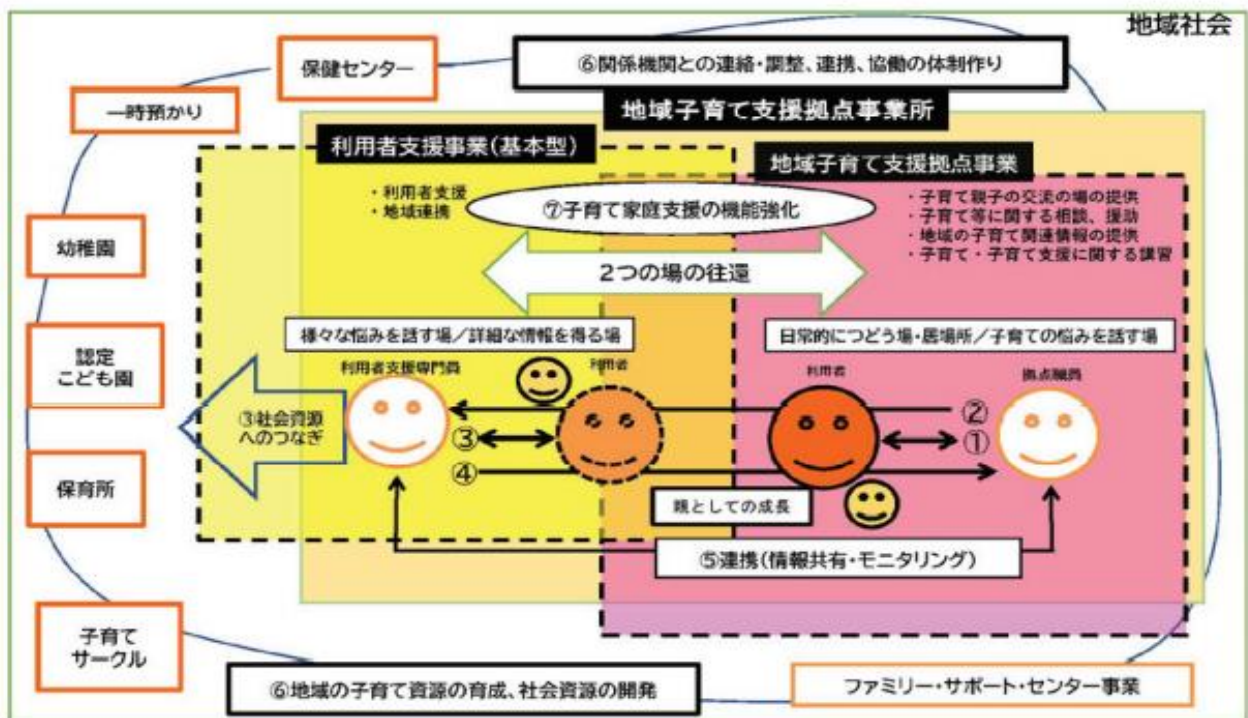 地域社会
保健センター
⑥関係機関との連絡・調整、連携、協働の体制作り
一時預かり
地域子育て支援拠点事業所
利用者支援事業(基本型)
地域子育て支援拠点事業
・利用者支援
・地域連携
⑦子育て家庭支援の機能強化
・子育て親子の交流の場の提供
・子育て等に関する相談、援助
・地域の子育て関連情報の提供
・子育て・子育て支援に関する講習
幼稚園
2つの場の往還
様々な悩みを話す場/詳細な情報を得る場
日常的につどう場・居場所/子育ての悩みを話す場
認定
こども園
利用者支援専門員
利用者
利用者
拠点職員
③社会資源
へのつなぎ
②
③
①
④
保育所
親としての成長
⑤連携(情報共有・モニタリング)
子育て
サークル
⑥地域の子育て資源の育成、社会資源の開発
ファミリー・サポート・センター事業